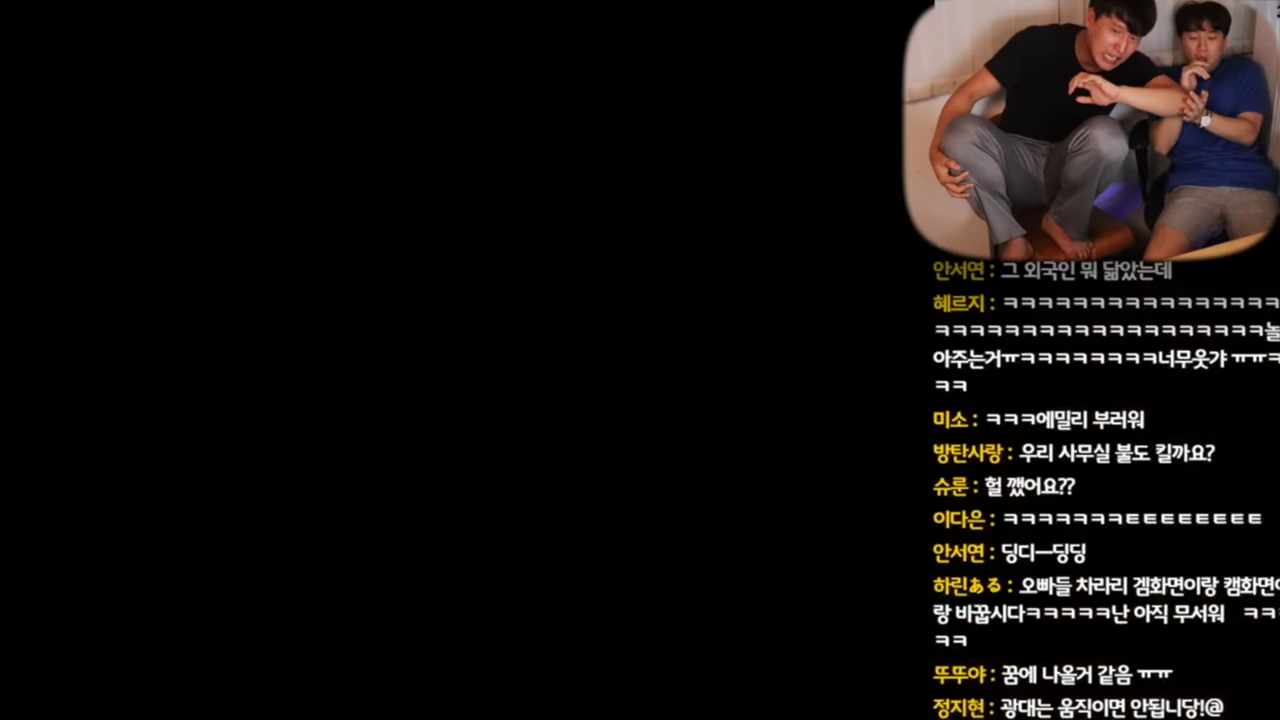 안서연 : 그 외국인 뭐 닮았는데
혜르지 : ㅋㅋㅋㅋㅋㅋㅋㅋㅋㅋㅋㅋㅋㅋㅋㅋ
ㅋㅋㅋㅋㅋㅋㅋㅋㅋㅋㅋㅋㅋㅋㅋㅋㅋㅋㅋ놀
아주는거ㅠㅋㅋㅋㅋㅋㅋㅋㅋ너무웃갸 ㅠㅠㅋ
ㅋㅋ
미소 : ㅋㅋㅋ에밀리 부러워
방탄사랑 : 우리 사무실 불도 킬까요?
슈룬 : 헐 깼어요??
이다은 : ㅋㅋㅋㅋㅋㅋㅋㅌㅌㅌㅌㅌㅌㅌㅌ
안서연 : 딩디ㅡ딩딩
하린ある : 오빠들 차라리 겜화면이랑 캠화면이
랑 바꿉시다ㅋㅋㅋㅋㅋ난 아직 무서워 ㅋㅋㅋ
ㅋㅋ
뚜뚜야 : 꿈에 나올거 같음 ㅠㅠ
정지현 : 광대는 움직이면 안됩니당!@